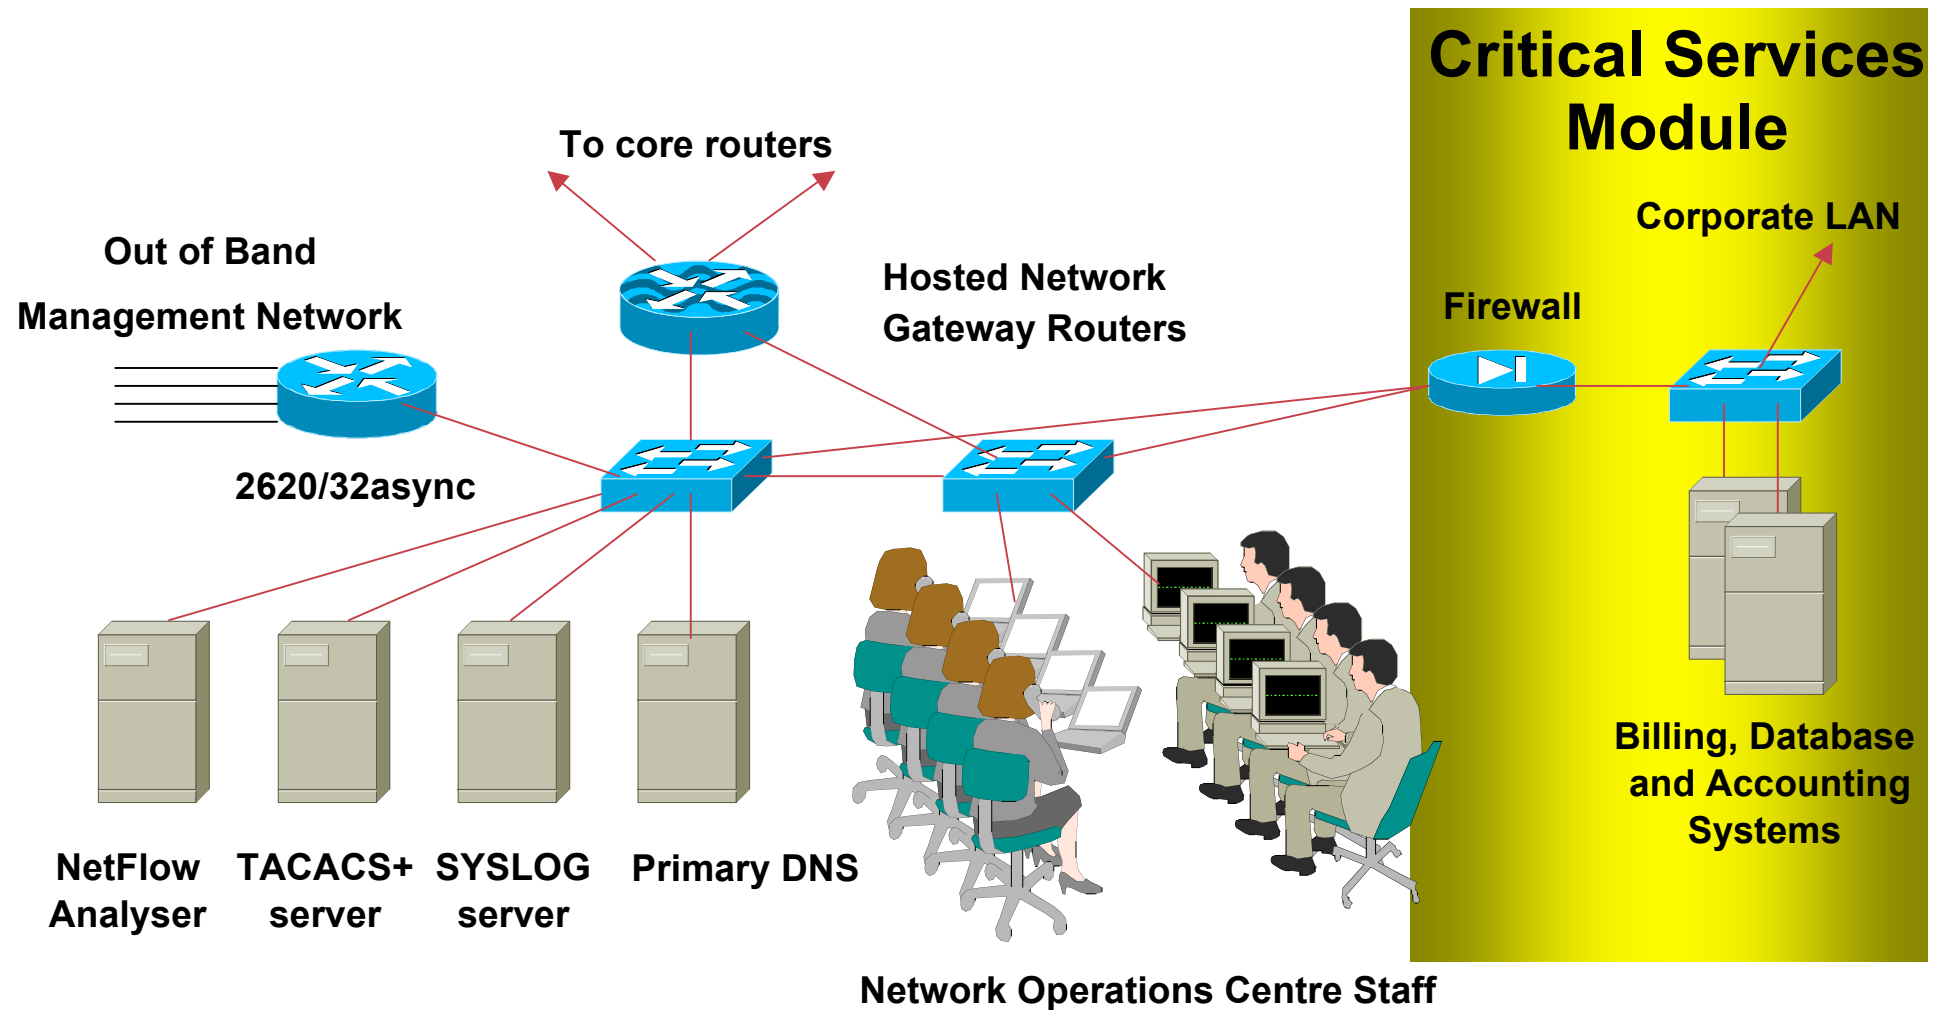 Critical Services
Module
To core routers
Corporate LAN
Out of Band
Management Network
Hosted Network
Gateway Routers
Firewall
2620/32async
Billing, Database
and Accounting
Systems
NetFlow
Analyser
TACACS+
server
SYSLOG
server
Primary DNS
Network Operations Centre Staff